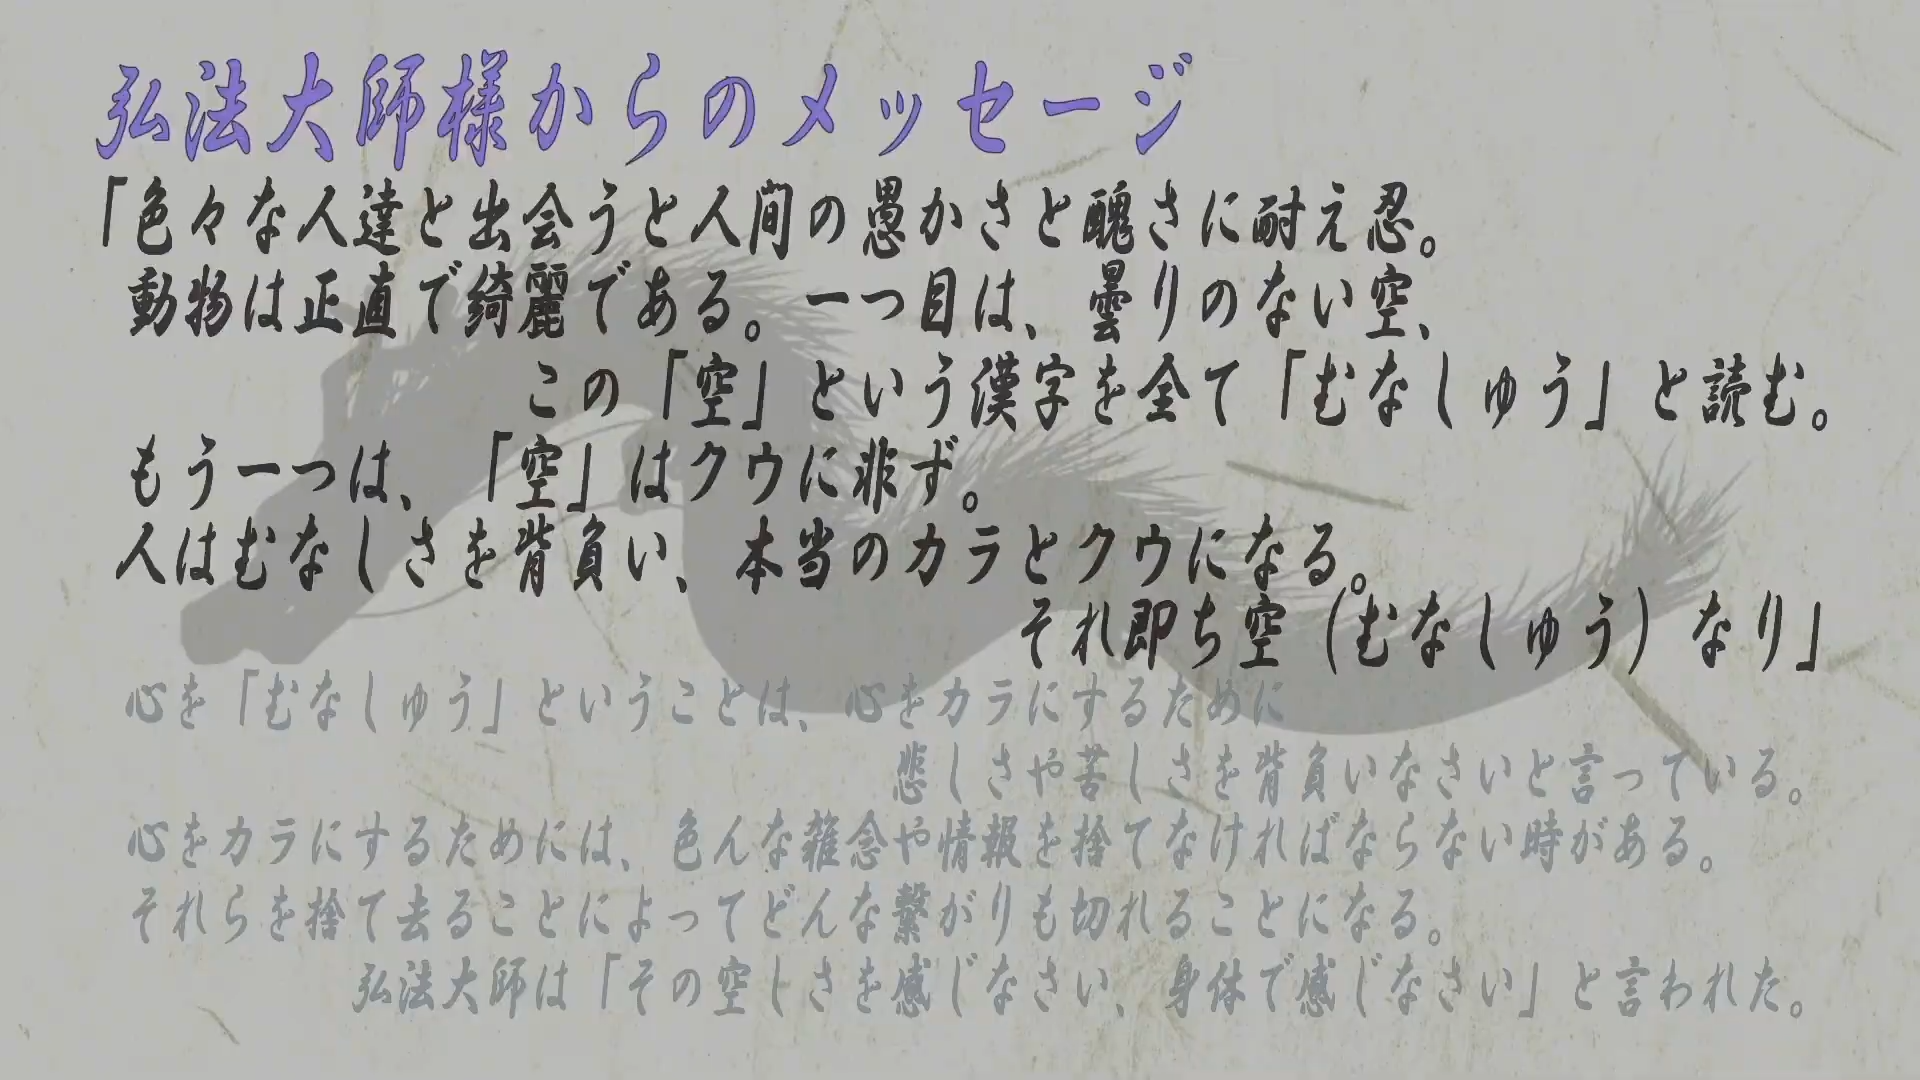 弘法大師様からのメッセージ
「色々な人達と出会うと人間の愚かさと醜さに耐え忍。
動物は正直で綺麗である。一つ目は、曇りのない空、
この「空」という漢字を全て「むなしゅう」と読む。
もう一つは、「空」はクウに非ず。
人はむなしさを背負い、本当のカラとクウになる。
それ即ち空（むなしゅう）なり」
心を「むなしゅう」ということは、心をカラにするために
悲しさや苦しさを背負いなさいと言っている。
心をカラにするためには、色んな雑念や情報を捨てなければならない時がある。
それらを捨て去ることによってどんな繋がりも切れることになる。
弘法大師は「その空しさを感じなさい、身体で感じなさい」と言われた。